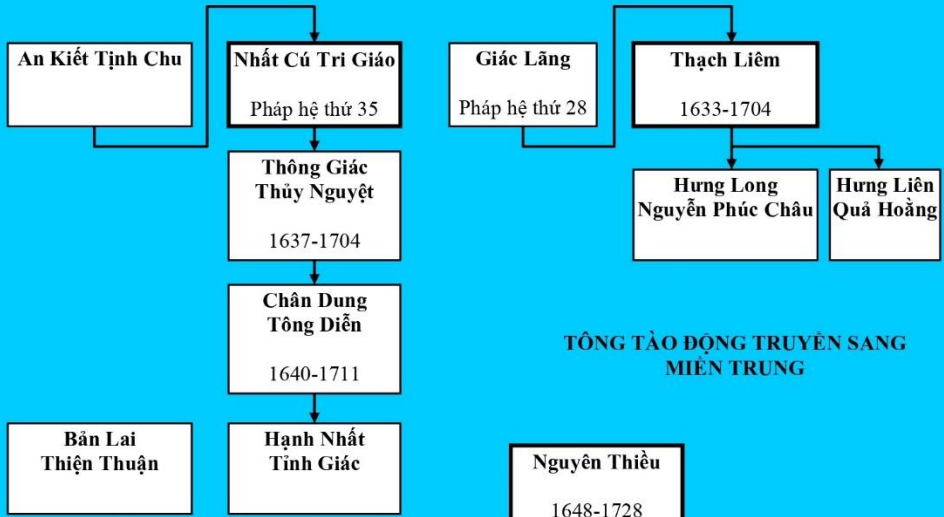 An Kiết Tịnh Chu
Nhất Cú Tri Giáo
Pháp hệ thứ 35
Giác Lãng
Pháp hệ thứ 28
Thạch Liêm
1633-1704
Thông Giác
Thủy Nguyệt
1637-1704
Hưng Long
Nguyễn Phúc Châu
Hưng Liên
Quả Hoằng
Chân Dung
Tông Diễn
1640-1711
TÔNG TÀO ĐỘNG TRUYỀN SANG
MIỀN TRUNG
Bản Lai
Thiện Thuận
Hạnh Nhất
Tỉnh Giác
Nguyên Thiều
1648-1728